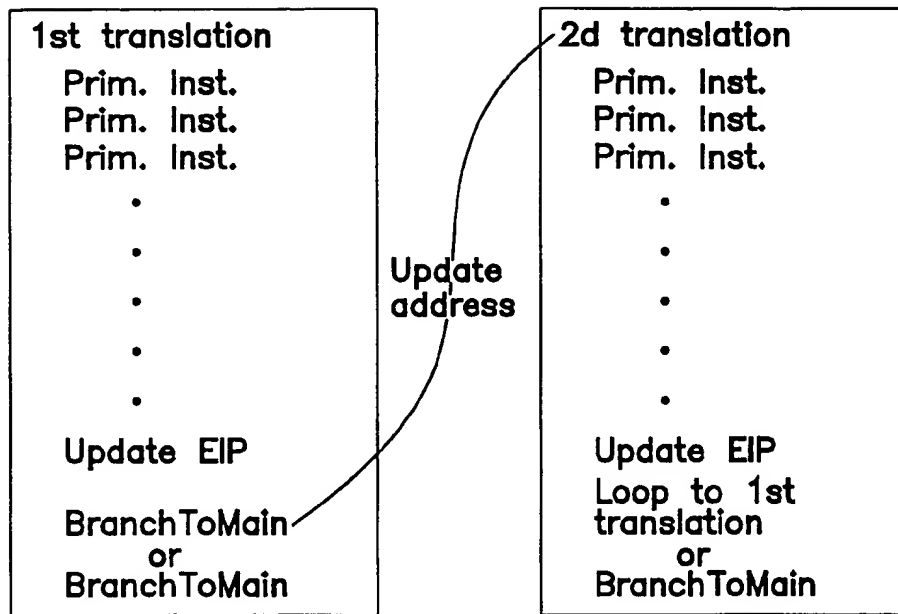 1st translation
Prim. Inst.
Prim. Inst.
Prim. Inst.
Update EIP
BranchToMain
or
BranchToMain
Update
address
2d translation
Prim. Inst.
Prim. Inst.
Prim. Inst.
Update EIP
Loop to 1st
translation
or
BranchToMain